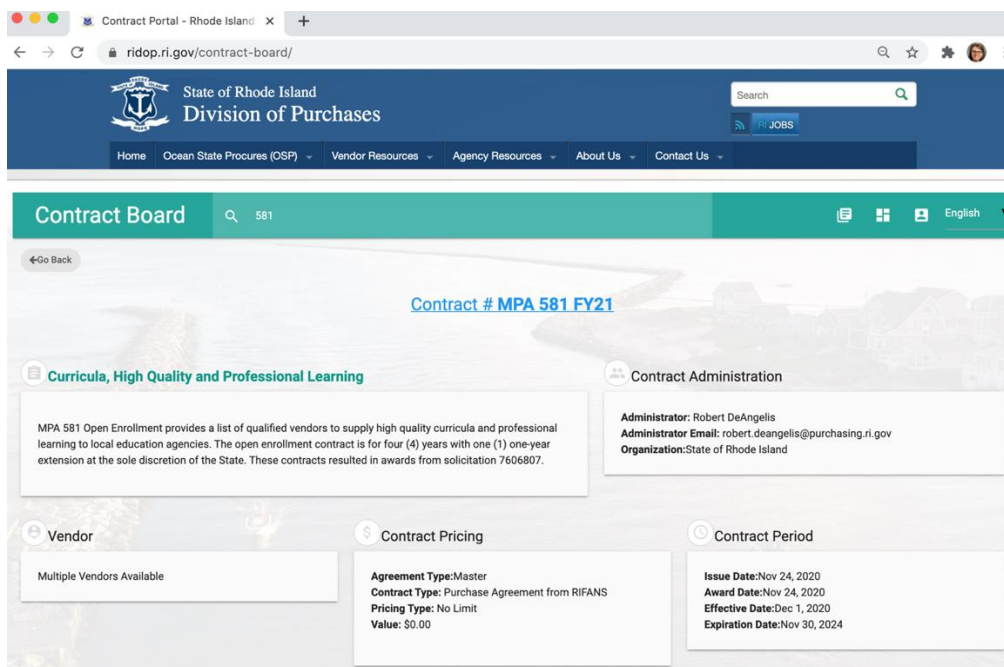 Contract Portal - Rhode Island
ridop.ri.gov/contract-board/
State of Rhode Island
Division of Purchases
Search
RI JOBS
Home Ocean State Procures (OSP) Vendor Resources Agency Resources About Us Contact Us
Contract Board 581 English
Go Back
Contract # MPA 581 FY21
Curricula, High Quality and Professional Learning
MPA 581 Open Enrollment provides a list of qualified vendors to supply high quality curricula and professional
learning to local education agencies. The open enrollment contract is for four (4) years with one (1) one-year
extension at the sole discretion of the State. These contracts resulted in awards from solicitation 7606807.
Contract Administration
Administrator: Robert DeAngelis
Administrator Email: robert.deangelis@purchasing.ri.gov
Organization:State of Rhode Island
Vendor
Multiple Vendors Available
Contract Pricing
Agreement Type:Master
Contract Type: Purchase Agreement from RIFANS
Pricing Type: No Limit
Value: $0.00
Contract Period
Issue Date:Nov 24, 2020
Award Date:Nov 24, 2020
Effective Date:Dec 1, 2020
Expiration Date:Nov 30, 2024